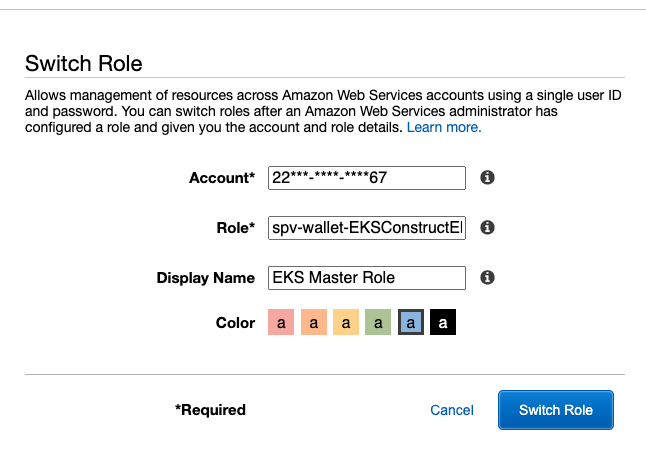 Switch Role
Allows management of resources across Amazon Web Services accounts using a single user ID
and password. You can switch roles after an Amazon Web Services administrator has
configured a role and given you the account and role details. Learn more.
Account* 22***-****-****67
Role* spv-wallet-EKSConstructE
Display Name EKS Master Role
Color a a a a a a
*Required Cancel Switch Role